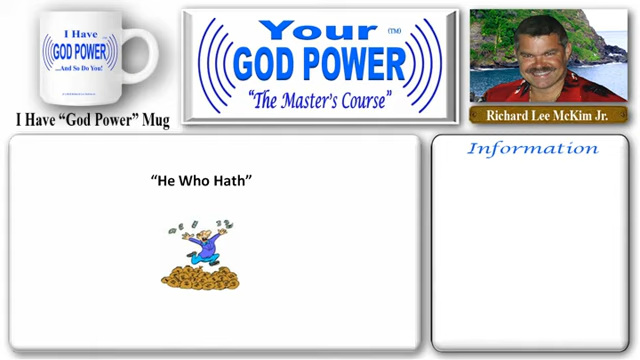 I Have
GOD POWER
...And So Do You!
I Have “God Power” Mug
Your (TM)
GOD POWER
“The Master's Course”
Richard Lee McKim Jr.
“He Who Hath”
Information